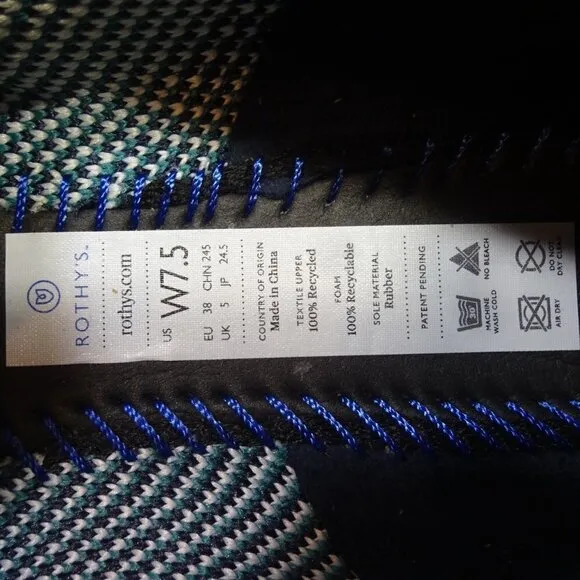 ROTHY'S™
rothys.com
US W7.5
EU 38 CHN 245
UK 5 JP 24.5
COUNTRY OF ORIGIN
Made in China
TEXTILE UPPER
100% Recycled
FOAM
100% Recyclable
SOLE MATERIAL
Rubber
PATENT PENDING
30°
MACHINE
WASH COLD
NO BLEACH
AIR DRY
DO NOT
DRY CLEAN